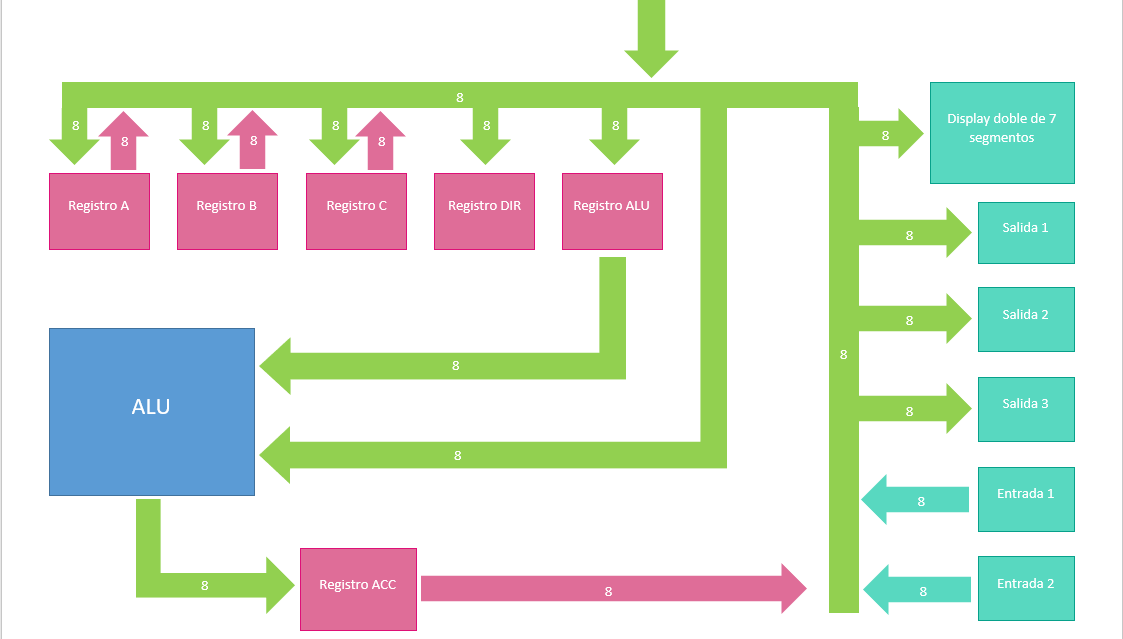 8
8
8
8
8
8
8
8
8
Registro A
Registro B
Registro C
Registro DIR
Registro ALU
8
Display doble de 7
segmentos
8
Salida 1
8
Salida 2
8
8
ALU
8
Salida 3
8
8
Entrada 1
8
Registro ACC
8
8
Entrada 2
8